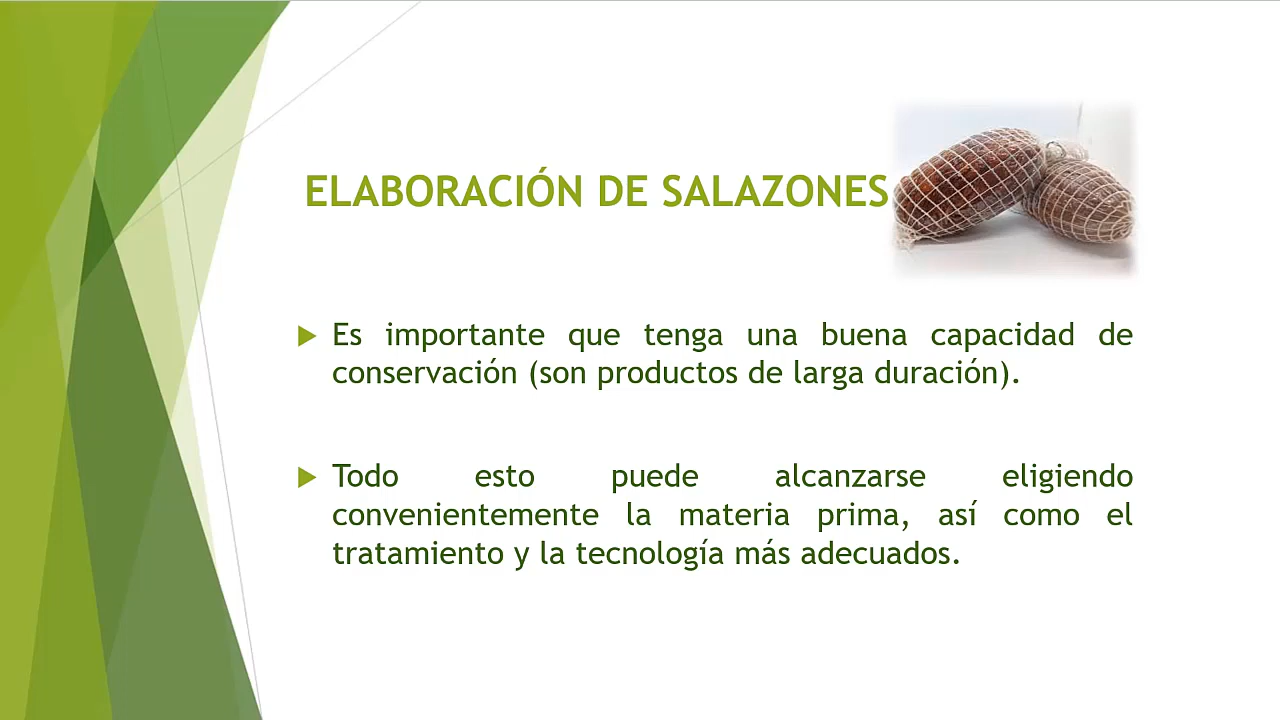 ELABORACIÓN DE SALAZONES
Es importante que tenga una buena capacidad de
conservación (son productos de larga duración).
Todo esto puede alcanzarse eligiendo
convenientemente la materia prima, así como el
tratamiento y la tecnología más adecuados.